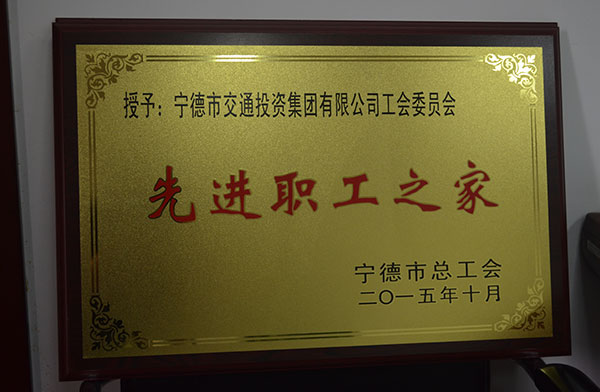 授予：宁德市交通投资集团有限公司工会委员会
先进职工之家
宁德市总工会
二〇一五年十月